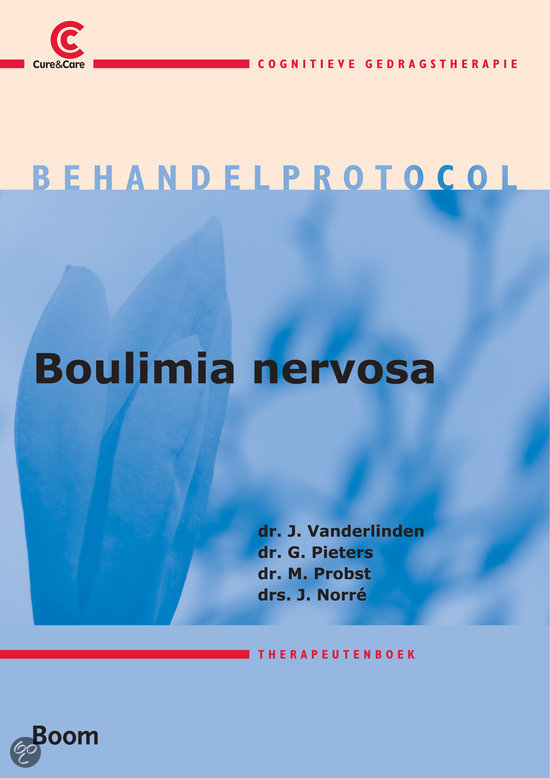 Cure&Care
COGNITIEVE GEDRAGSTHERAPIE
BEHANDELPROTOCOL
Boulimia nervosa
dr. J. Vanderlinden
dr. G. Pieters
dr. M. Probst
drs. J. Norré
THERAPEUTENBOEK
Boom